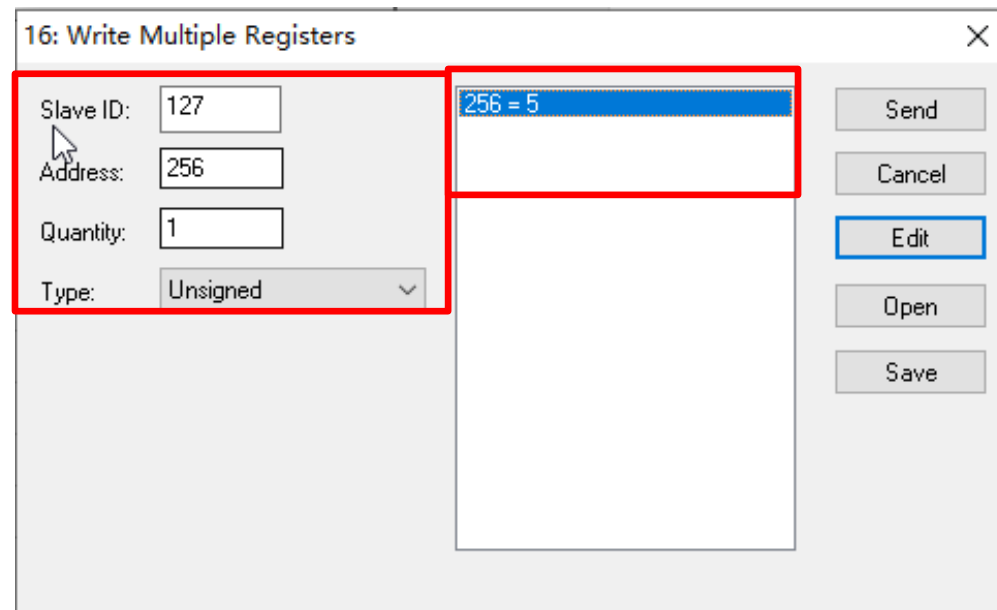 16: Write Multiple Registers
Slave ID: 127
Address: 256
Quantity: 1
Type: Unsigned
256 = 5
Send
Cancel
Edit
Open
Save